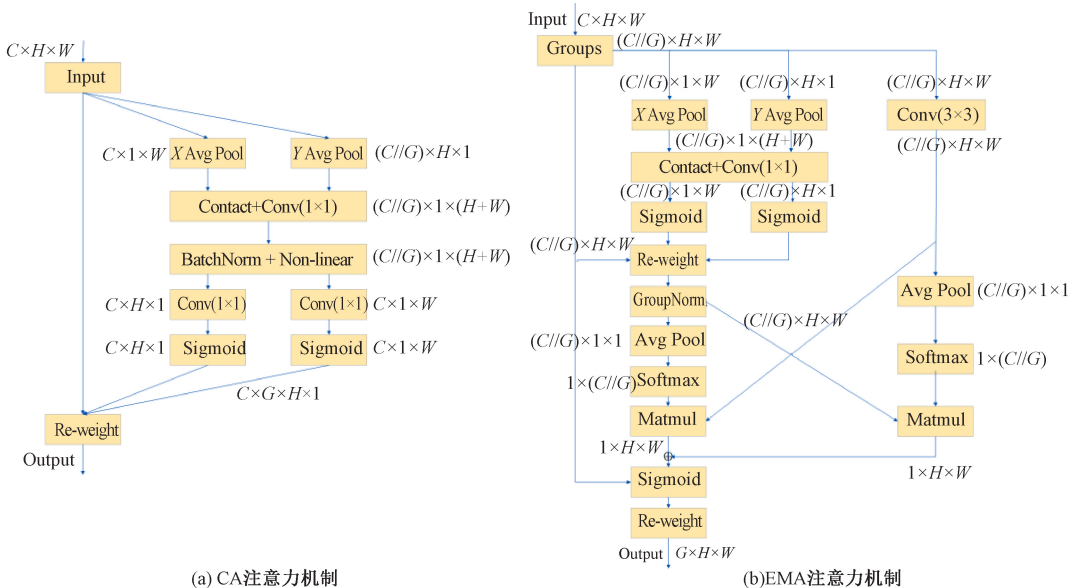 C×H×W
Input
C×1×W
X Avg Pool
Y Avg Pool
(C//G)×H×1
Contact+Conv(1×1)
(C//G)×1×(H+W)
BatchNorm + Non-linear
(C//G)×1×(H+W)
C×H×1
Conv(1×1)
Conv(1×1)
C×1×W
C×H×1
Sigmoid
Sigmoid
C×1×W
C×G×H×1
Re-weight
Output
(a) CA注意力机制
Input
C×H×W
Groups
(C//G)×H×W
(C//G)×1×W
(C//G)×H×1
(C//G)×H×W
X Avg Pool
Y Avg Pool
Conv(3×3)
(C//G)×1×(H+W)
(C//G)×H×W
Contact+Conv(1×1)
(C//G)×1×W
(C//G)×H×1
Sigmoid
Sigmoid
(C//G)×H×W
Re-weight
GroupNorm
Avg Pool
(C//G)×1×1
(C//G)×H×W
(C//G)×1×1
Avg Pool
Softmax
1×(C//G)
1×(C//G)
Softmax
Matmul
Matmul
1×H×W
1×H×W
Sigmoid
Re-weight
Output
G×H×W
(b)EMA注意力机制